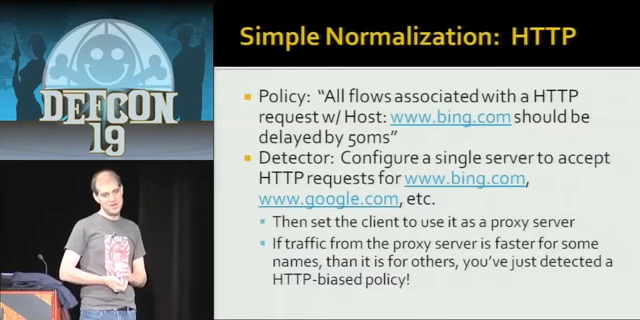 DEFCON
19
Simple Normalization: HTTP
Policy: "All flows associated with a HTTP
request w/ Host: www.bing.com should be
delayed by 50ms"
Detector: Configure a single server to accept
HTTP requests for www.bing.com,
www.google.com, etc.
Then set the client to use it as a proxy server
If traffic from the proxy server is faster for some
names, than it is for others, you've just detected a
HTTP-biased policy!